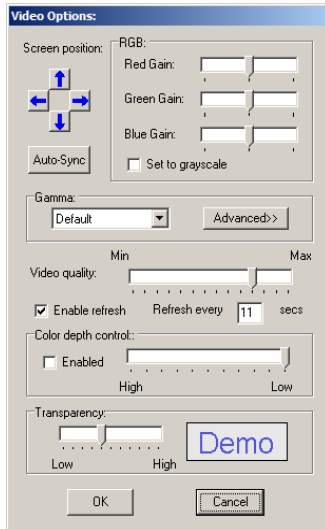 Video Options:
Screen position:
RGB:
Red Gain:
Green Gain:
Blue Gain:
Auto-Sync
Set to grayscale
Gamma:
Default
Advanced>>
Min Max
Video quality:
Enable refresh Refresh every 11 secs
Color depth control::
Enabled
High Low
Transparency:
Demo
Low High
OK Cancel